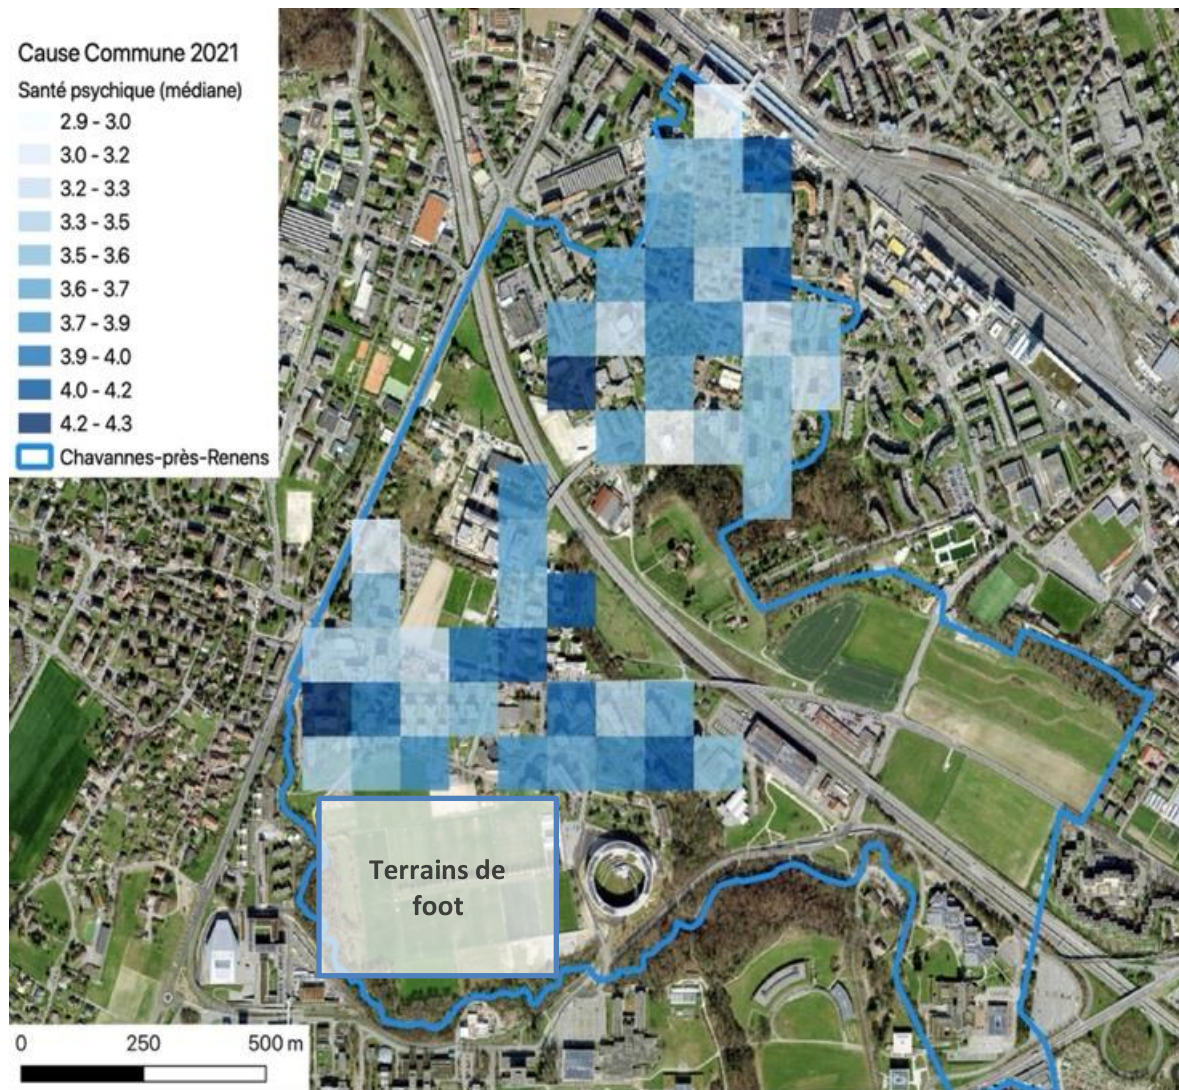 Cause Commune 2021
Santé psychique (médiane)
2.9 - 3.0
3.0 - 3.2
3.2 - 3.3
3.3 - 3.5
3.5 - 3.6
3.6 - 3.7
3.7 - 3.9
3.9 - 4.0
4.0 - 4.2
4.2 - 4.3
Chavannes-près-Renens
Terrains de
foot
0 250 500 m